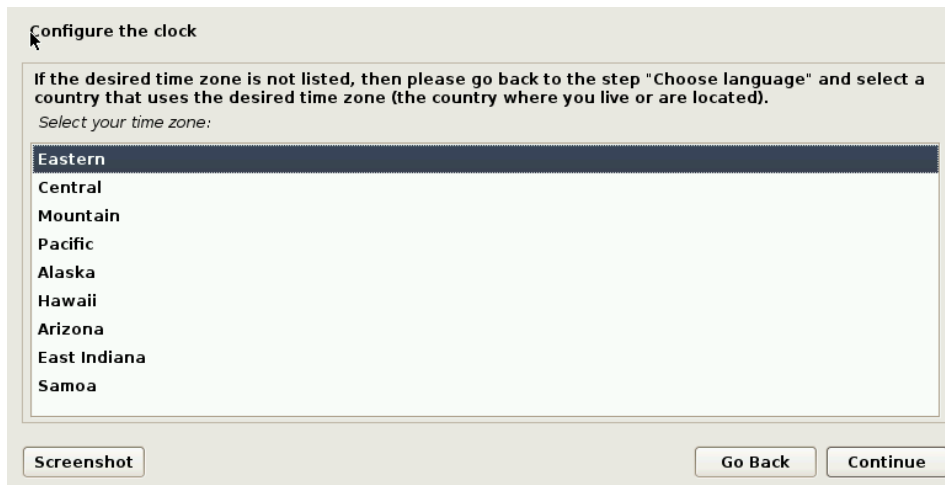 Configure the clock
If the desired time zone is not listed, then please go back to the step "Choose language" and select a
country that uses the desired time zone (the country where you live or are located).
Select your time zone:
Eastern
Central
Mountain
Pacific
Alaska
Hawaii
Arizona
East Indiana
Samoa
Screenshot
Go Back
Continue